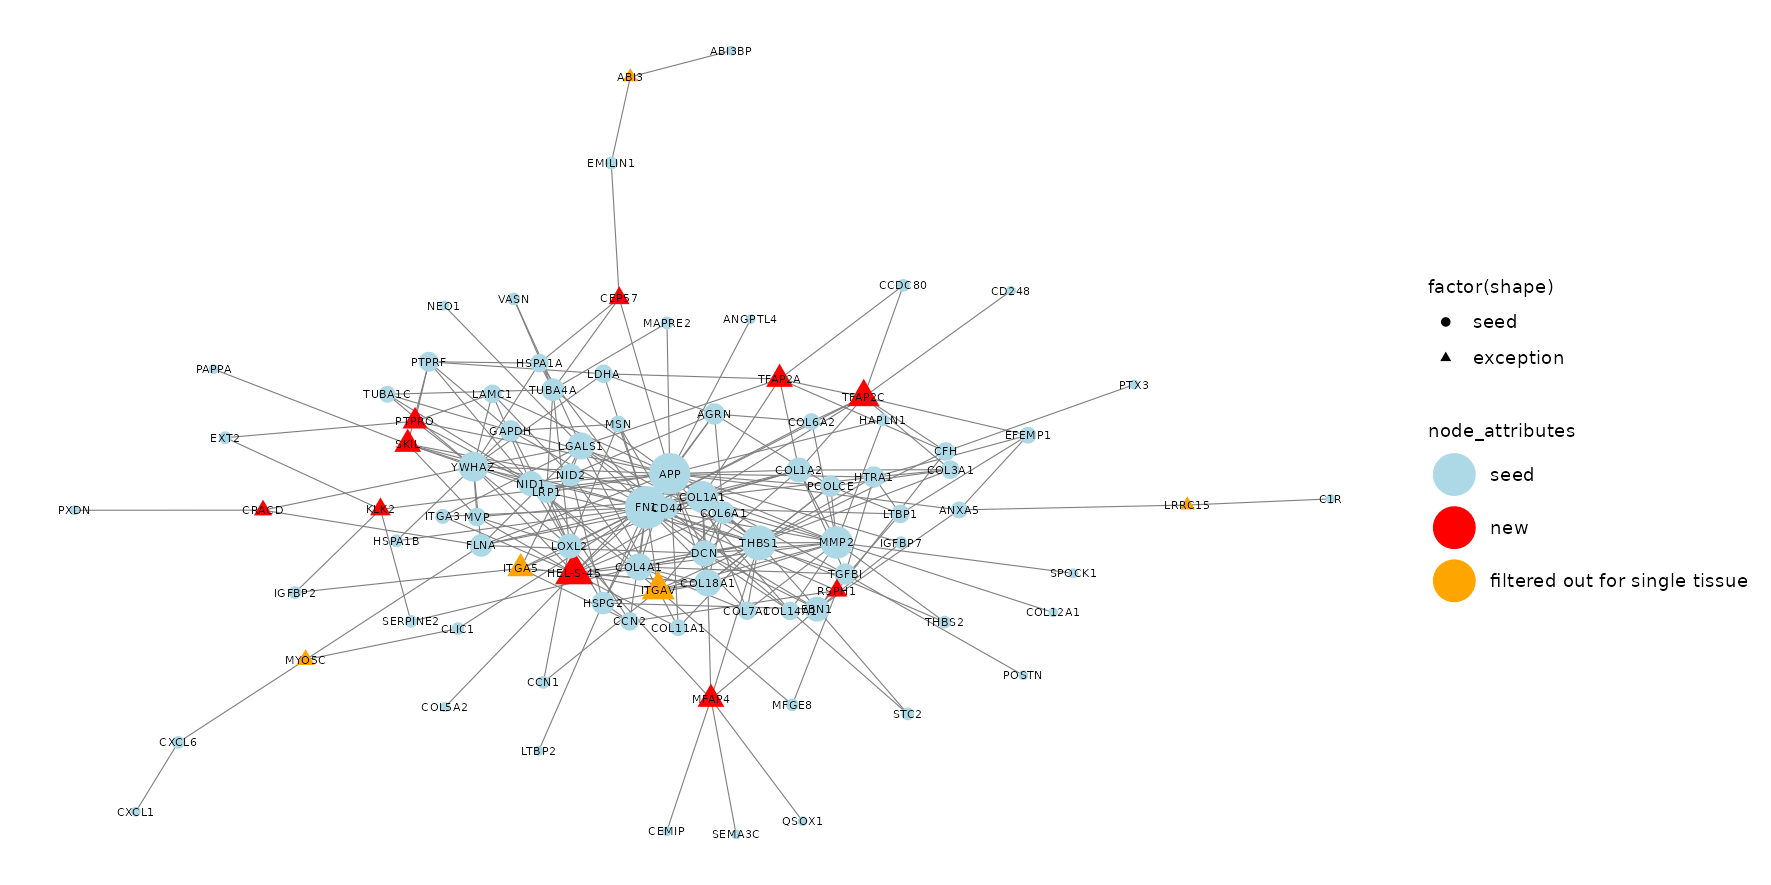 ABI3BP
ABI3
EMILIN1
CCDC80
CD248
CEP57
VASN
NEO1
ANGPTL4
MAPRE2
PTPRF
HSPA1A
PAPPA
LDHA
TFAP2A
PTX3
TUBA1C
LAMC1
TUBA4A
TFAP2C
PTPRO
AGRN
COL6A2
HAPLN1
MSN
GAPDH
EXT2
SKIL
EFEMP1
LGALS1
CFH
YWHAZ
NID2
APP
COL1A2
COL3A1
HTRA1
NID1
LRP1
PCOLCE
COL1A1
C1R
LRRC15
PXDN
CRACD
KLK2
FN1
CD44
COL6A1
ANXA5
LTBP1
ITGA3
MVP
HSPA1B
FLNA
LOXL2
THBS1
MMP2
IGFBP7
DCN
ITGA5
COL4A1
HEL-S-45
TGFBI
SPOCK1
COL18A1
ITGAV
RSPH1
IGFBP2
HSPG2
COL7A1
COL14A1
FBN1
COL12A1
SERPINE2
CCN2
THBS2
CLIC1
COL11A1
MYO5C
POSTN
CCN1
MFAP4
MFGE8
COL5A2
STC2
CXCL6
LTBP2
CXCL1
QSOX1
CEMIP
SEMA3C
factor(shape)
seed
exception
node_attributes
seed
new
filtered out for single tissue